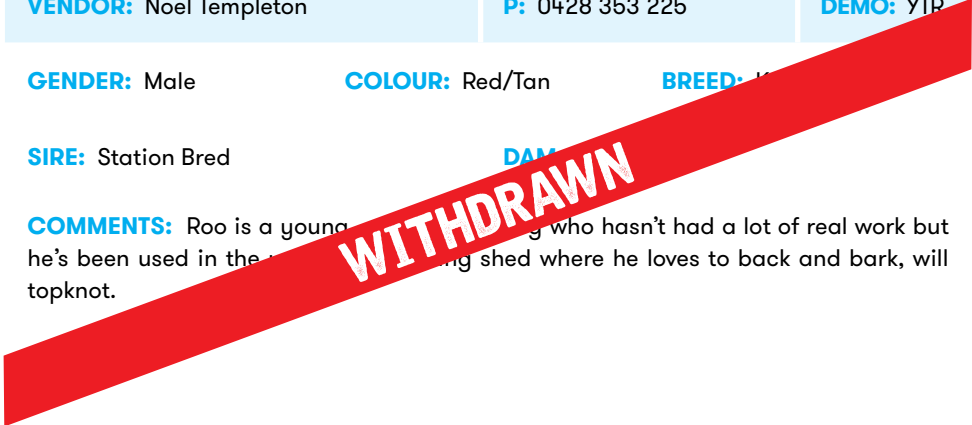 VENDOR: Noel Templeton P: 0428 353 225 DEMO: YTR
GENDER: Male COLOUR: Red/Tan BREED:
SIRE: Station Bred DAM
COMMENTS: Roo is a young who hasn't had a lot of real work but
he's been used in the shed where he loves to back and bark, will
topknot.
WITHDRAWN